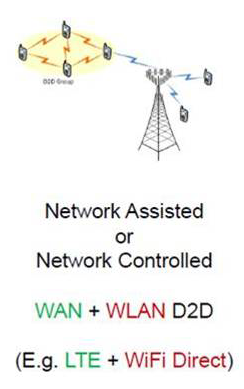 D2D Group
Network Assisted
or
Network Controlled
WAN + WLAN D2D
(E.g. LTE + WiFi Direct)